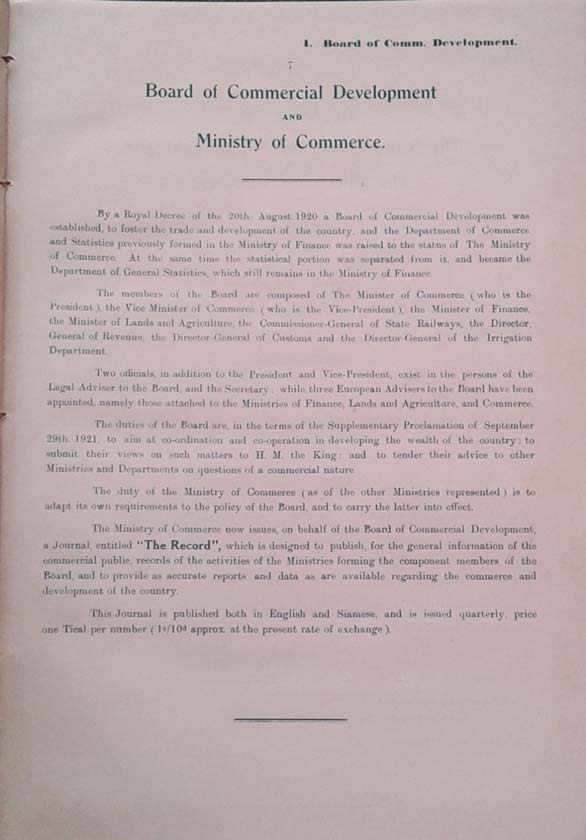 1. Board of Comm. Development.
Board of Commercial Development
AND
Ministry of Commerce.
By a Royal Decree of the 20th. August 1920 a Board of Commercial Development was
established, to foster the trade and development of the country, and the Department of Commerce
and Statistics previously formed in the Ministry of Finance was raised to the status of The Ministry
of Commerce. At the same time the statistical portion was separated from it, and became the
Department of General Statistics, which still remains in the Ministry of Finance.
The members of the Board are composed of The Minister of Commerce ( who is the
President ), the Vice Minister of Commerce ( who is the Vice-President ), the Minister of Finance,
the Minister of Lands and Agriculture, the Commissioner-General of State Railways, the Director,
General of Revenue, the Director-General of Customs and the Director-General of the Irrigation
Department.
Two officials, in addition to the President and Vice-President, exist in the persons of the
Legal Adviser to the Board, and the Secretary; while three European Advisers to the Board have been
appointed, namely those attached to the Ministries of Finance, Lands and Agriculture, and Commerce.
The duties of the Board are, in the terms of the Supplementary Proclamation of September
29th. 1921, to aim at co-ordination and co-operation in developing the wealth of the country: to
submit their views on such matters to H. M. the King: and to tender their advice to other
Ministries and Departments on questions of a commercial nature.
The duty of the Ministry of Commerce ( as of the other Ministries represented ) is to
adapt its own requirements to the policy of the Board, and to carry the latter into effect.
The Ministry of Commerce now issues, on behalf of the Board of Commercial Development,
a Journal, entitled "The Record", which is designed to publish, for the general information of the
commercial public, records of the activities of the Ministries forming the component members of the
Board, and to provide as accurate reports and data as are available regarding the commerce and
development of the country.
This Journal is published both in English and Siamese, and is issued quarterly, price
one Tical per number ( 1s/10d approx. at the present rate of exchange ).